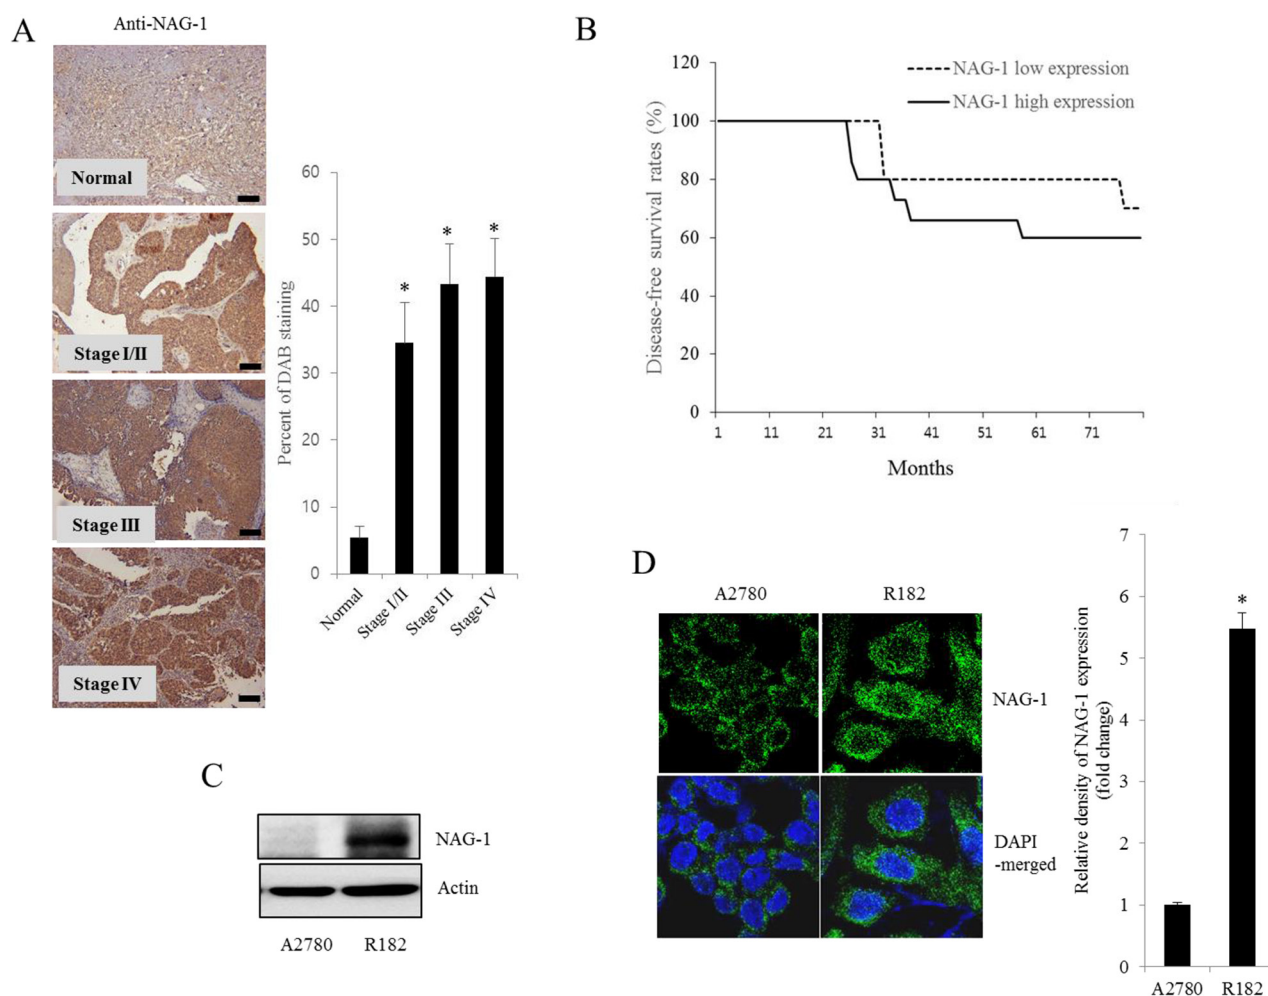 A
Anti-NAG-1
Normal
Stage I/II
Stage III
Stage IV
Percent of DAB staining
60
50
40
30
20
10
0
Normal
Stage I/II
Stage III
Stage IV
*
*
*
B
Disease-free survival rates (%)
120
100
80
60
40
20
0
1 11 21 31 41 51 61 71
Months
NAG-1 low expression
NAG-1 high expression
C
NAG-1
Actin
A2780 R182
D
A2780 R182
NAG-1
DAPI
-merged
Relative density of NAG-1 expression
(fold change)
7
6
5
4
3
2
1
0
*
A2780 R182